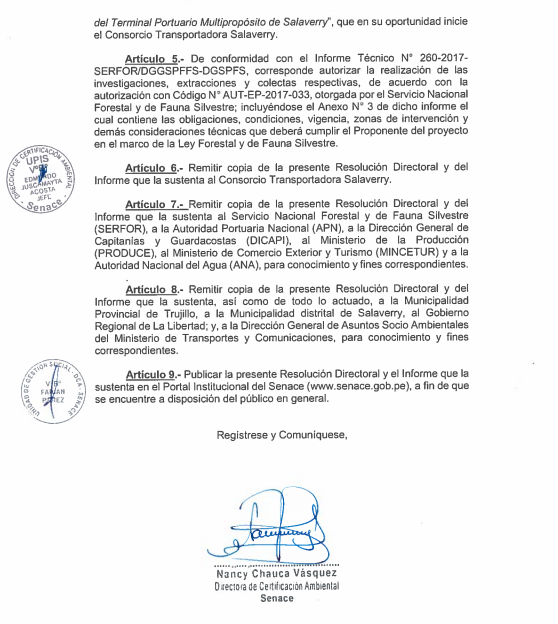 del Terminal Portuario Multipropósito de Salaverry", que en su oportunidad inicie
el Consorcio Transportadora Salaverry.
Artículo 5.- De conformidad con el Informe Técnico N° 260-2017-
SERFOR/DGGSPFFS-DGSPFS, corresponde autorizar la realización de las
investigaciones, extracciones y colectas respectivas, de acuerdo con la
autorización con Código N° AUT-EP-2017-033, otorgada por el Servicio Nacional
Forestal y de Fauna Silvestre; incluyéndose el Anexo N° 3 de dicho informe el
cual contiene las obligaciones, condiciones, vigencia, zonas de intervención y
demás consideraciones técnicas que deberá cumplir el Proponente del proyecto
en el marco de la Ley Forestal y de Fauna Silvestre.
DIRECCIÓN DE CERTIFICACIÓN AMBIENTAL
UPIS
EDMUNDO
JUSCAMAYTA
ACOSTA
JEFE
- Senace -
Artículo 6.- Remitir copia de la presente Resolución Directoral y del
Informe que la sustenta al Consorcio Transportadora Salaverry.
Artículo 7.- Remitir copia de la presente Resolución Directoral y del
Informe que la sustenta al Servicio Nacional Forestal y de Fauna Silvestre
(SERFOR), a la Autoridad Portuaria Nacional (APN), a la Dirección General de
Capitanías y Guardacostas (DICAPI), al Ministerio de la Producción
(PRODUCE), al Ministerio de Comercio Exterior y Turismo (MINCETUR) y a la
Autoridad Nacional del Agua (ANA), para conocimiento y fines correspondientes.
Artículo 8.- Remitir copia de la presente Resolución Directoral y del
Informe que la sustenta, así como de todo lo actuado, a la Municipalidad
Provincial de Trujillo, a la Municipalidad distrital de Salaverry, al Gobierno
Regional de La Libertad; y, a la Dirección General de Asuntos Socio Ambientales
del Ministerio de Transportes y Comunicaciones, para conocimiento y fines
correspondientes.
UNIDAD DE GESTIÓN SOCIAL - DCA
V°B°
FABIAN
PÉREZ
SENACE
Artículo 9.- Publicar la presente Resolución Directoral y el Informe que la
sustenta en el Portal Institucional del Senace (www.senace.gob.pe), a fin de que
se encuentre a disposición del público en general.
Regístrese y Comuníquese,
Nancy Chauca Vásquez
Directora de Certificación Ambiental
Senace